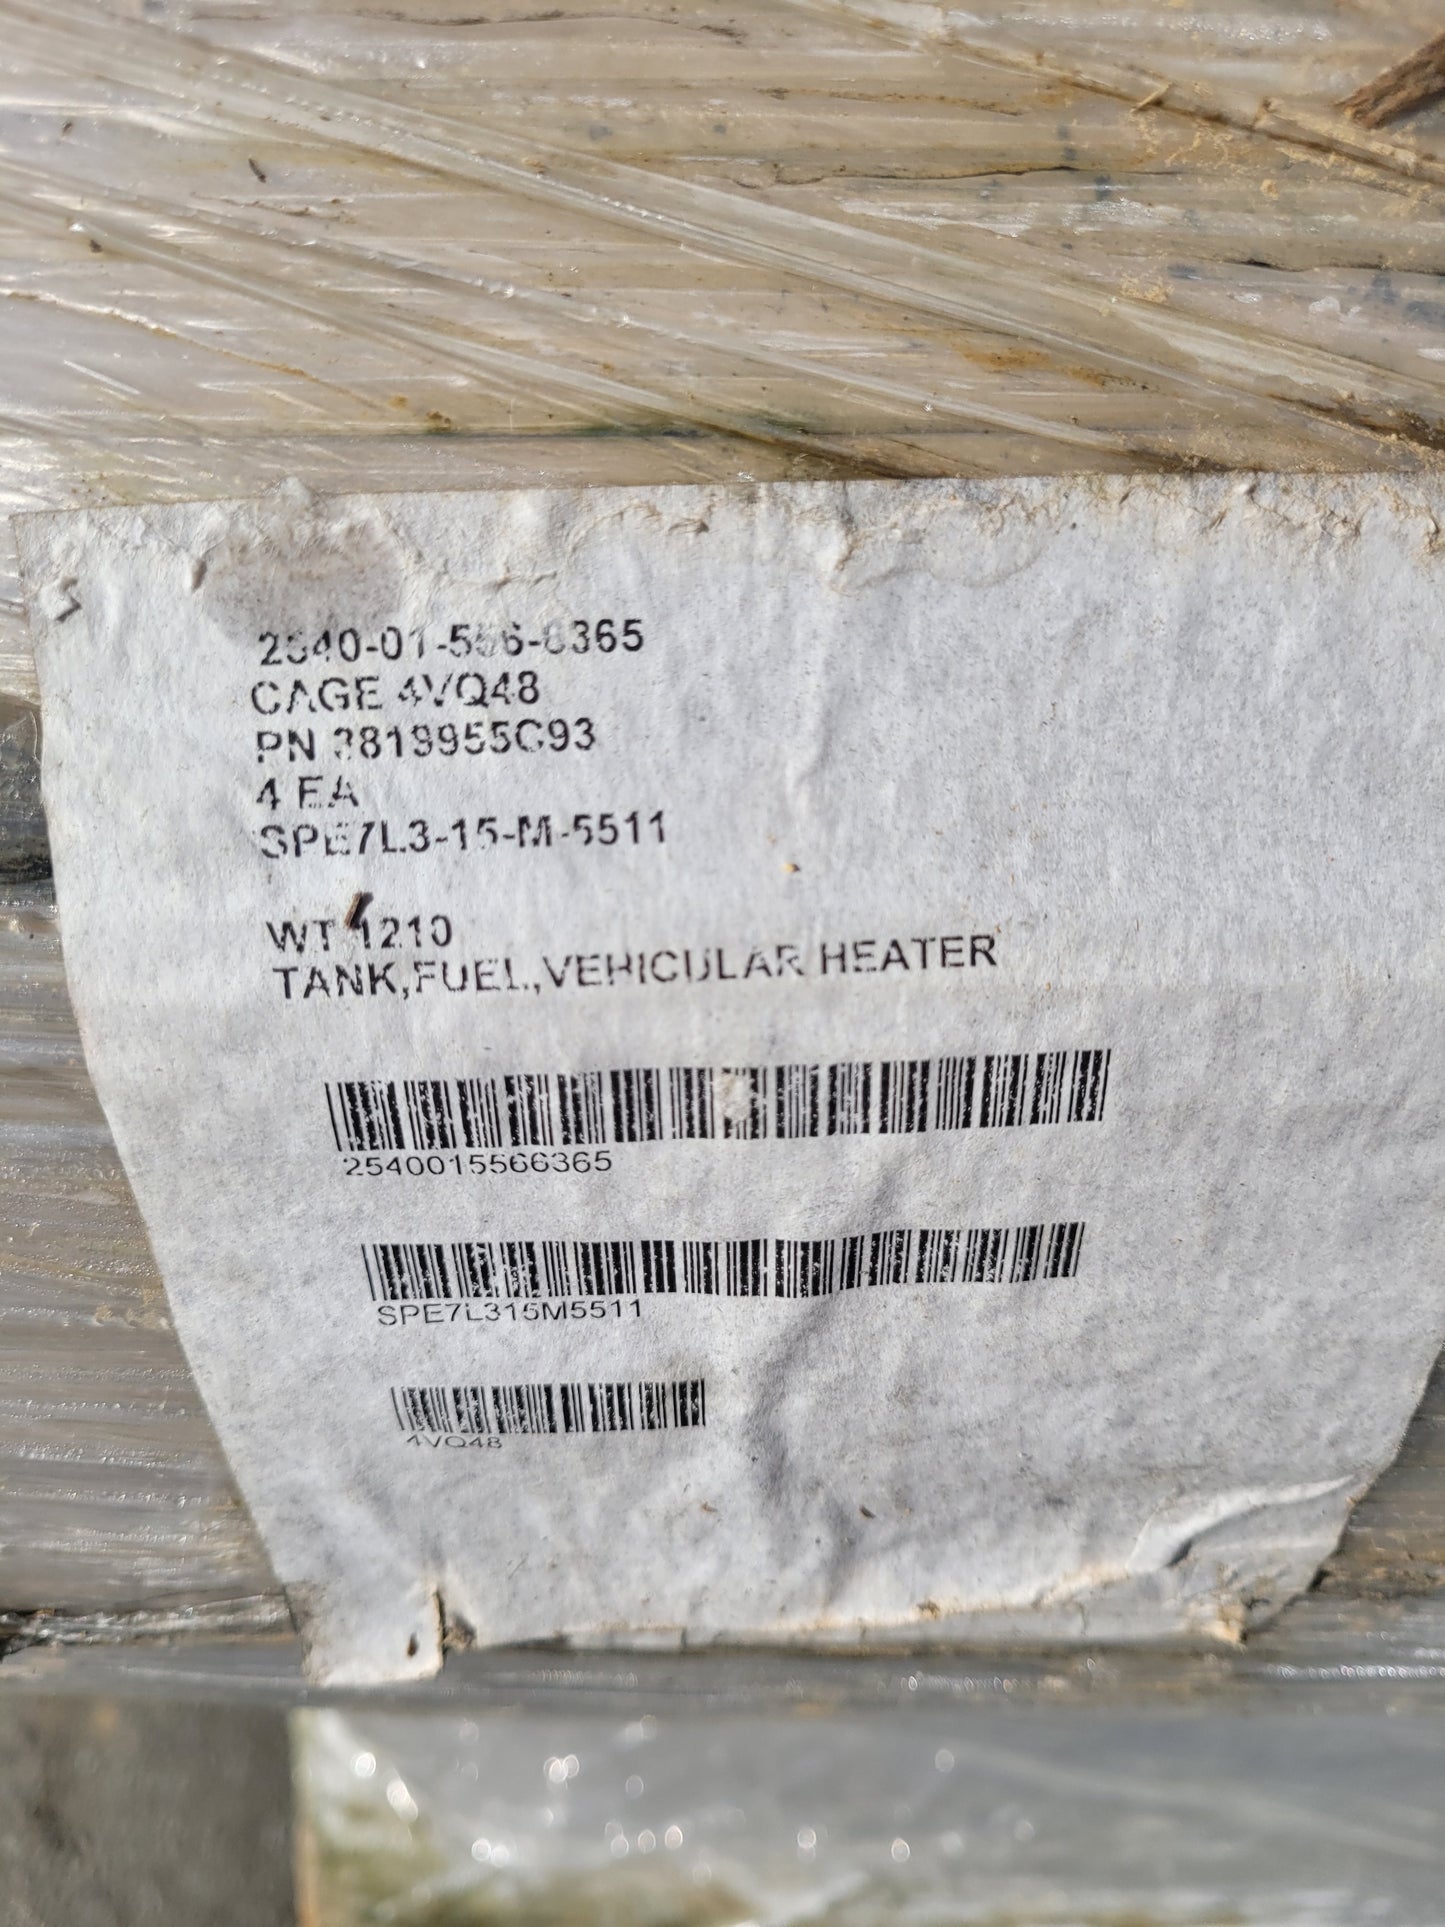 2540-01-556-6365
CAGE 4VQ48
PN 3819955C93
4 EA
SPE7L3-15-M-5511
WT 1210
TANK,FUEL,VEHICULAR HEATER
2540015566365
SPE7L315M5511
4VQ48